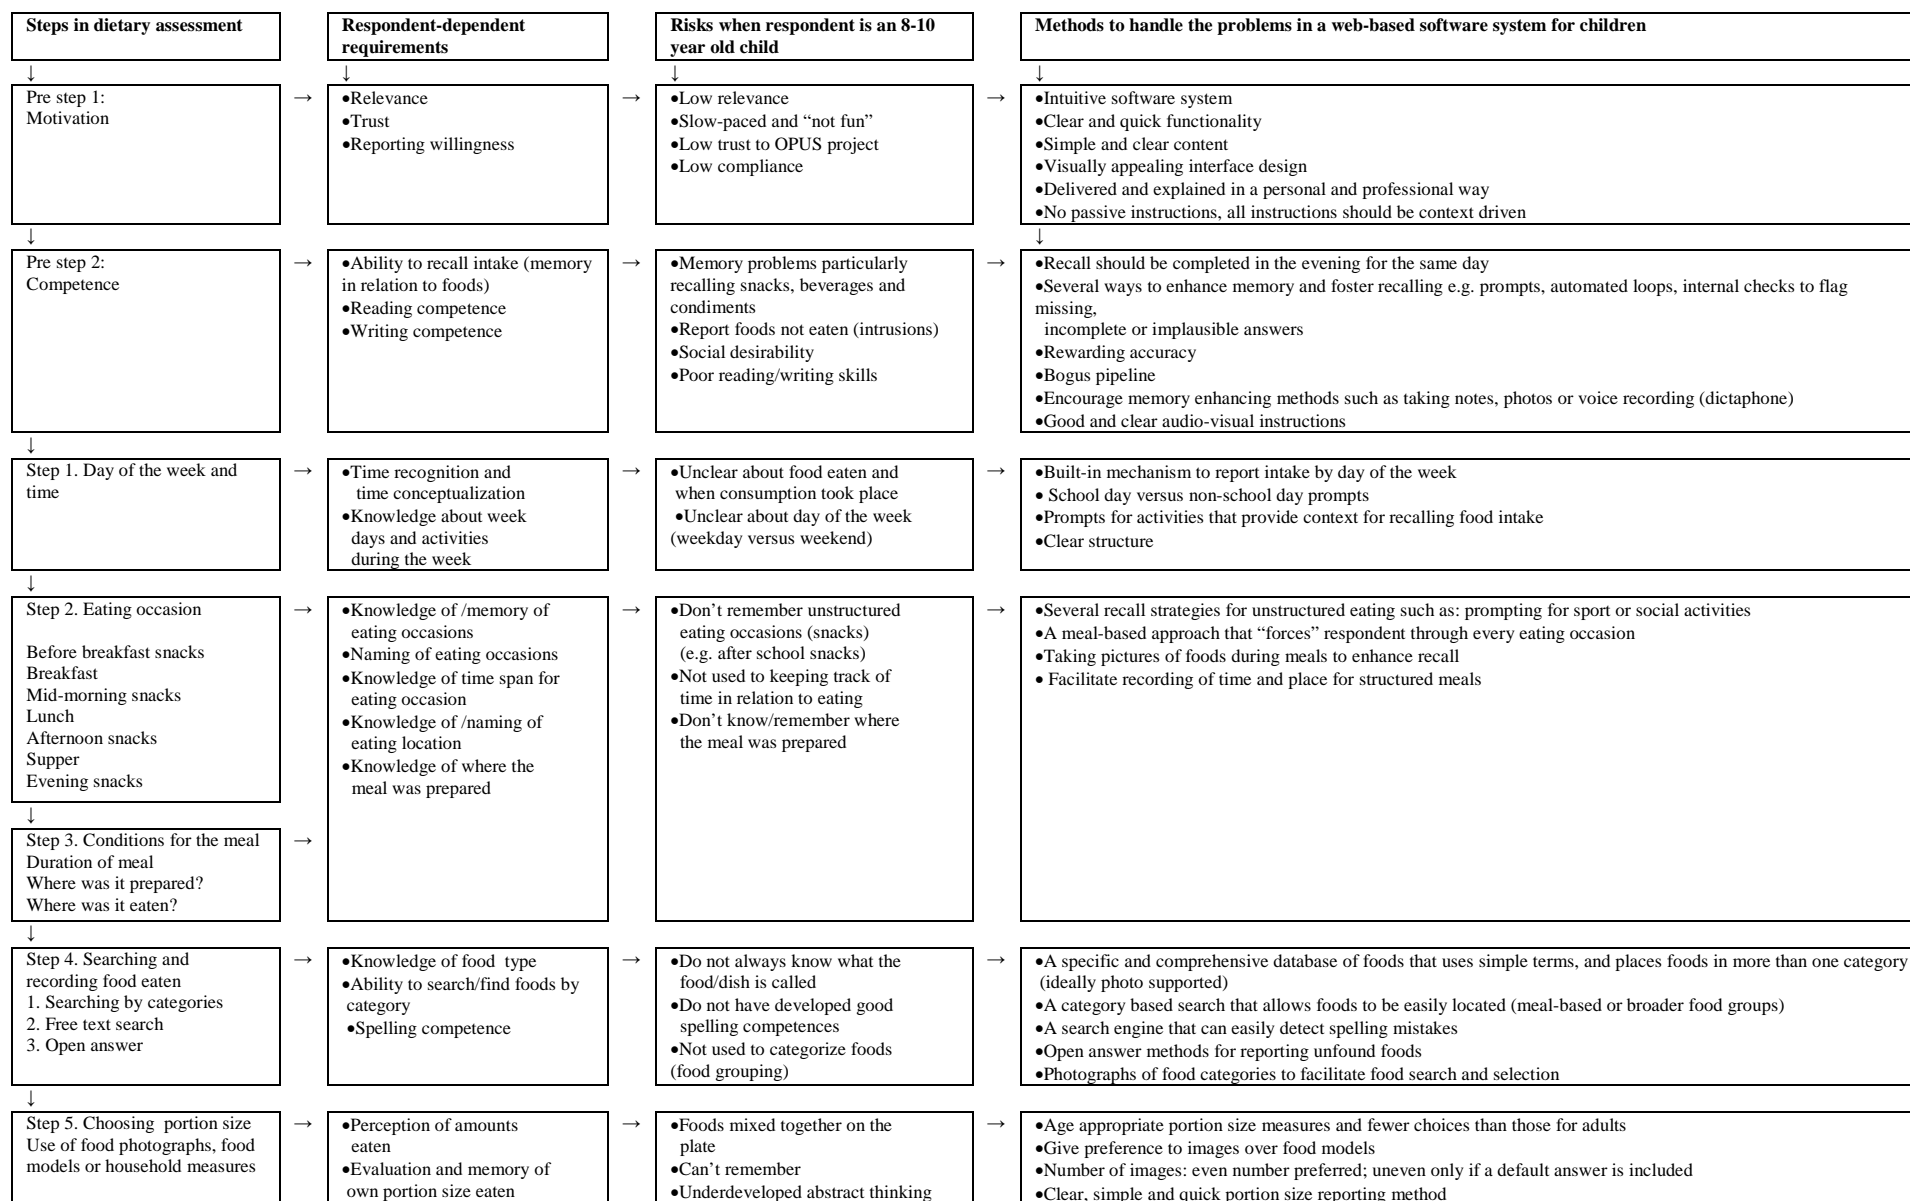 Steps in dietary assessment
Respondent-dependent
requirements
Risks when respondent is an 8-10
year old child
Methods to handle the problems in a web-based software system for children
↓ ↓ ↓ ↓
Pre step 1:
Motivation
→
•Relevance
•Trust
•Reporting willingness
→
•Low relevance
•Slow-paced and “not fun”
•Low trust to OPUS project
•Low compliance
→
•Intuitive software system
•Clear and quick functionality
•Simple and clear content
•Visually appealing interface design
•Delivered and explained in a personal and professional way
•No passive instructions, all instructions should be context driven
↓ ↓
Pre step 2:
Competence
→
•Ability to recall intake (memory
in relation to foods)
•Reading competence
•Writing competence
→
•Memory problems particularly
recalling snacks, beverages and
condiments
•Report foods not eaten (intrusions)
•Social desirability
•Poor reading/writing skills
→
•Recall should be completed in the evening for the same day
•Several ways to enhance memory and foster recalling e.g. prompts, automated loops, internal checks to flag
missing,
incomplete or implausible answers
•Rewarding accuracy
•Bogus pipeline
•Encourage memory enhancing methods such as taking notes, photos or voice recording (dictaphone)
•Good and clear audio-visual instructions
↓
Step 1. Day of the week and
time
→
•Time recognition and
time conceptualization
•Knowledge about week
days and activities
during the week
→
•Unclear about food eaten and
when consumption took place
•Unclear about day of the week
(weekday versus weekend)
→
•Built-in mechanism to report intake by day of the week
• School day versus non-school day prompts
•Prompts for activities that provide context for recalling food intake
•Clear structure
↓
Step 2. Eating occasion
Before breakfast snacks
Breakfast
Mid-morning snacks
Lunch
Afternoon snacks
Supper
Evening snacks
→
•Knowledge of /memory of
eating occasions
•Naming of eating occasions
•Knowledge of time span for
eating occasion
•Knowledge of /naming of
eating location
•Knowledge of where the
meal was prepared
→
•Don’t remember unstructured
eating occasions (snacks)
(e.g. after school snacks)
•Not used to keeping track of
time in relation to eating
•Don’t know/remember where
the meal was prepared
→
•Several recall strategies for unstructured eating such as: prompting for sport or social activities
•A meal-based approach that “forces” respondent through every eating occasion
•Taking pictures of foods during meals to enhance recall
• Facilitate recording of time and place for structured meals
↓
Step 3. Conditions for the meal
Duration of meal
Where was it prepared?
Where was it eaten?
→
↓
Step 4. Searching and
recording food eaten
1. Searching by categories
2. Free text search
3. Open answer
→
•Knowledge of food type
•Ability to search/find foods by
category
•Spelling competence
→
•Do not always know what the
food/dish is called
•Do not have developed good
spelling competences
•Not used to categorize foods
(food grouping)
→
•A specific and comprehensive database of foods that uses simple terms, and places foods in more than one category
(ideally photo supported)
•A category based search that allows foods to be easily located (meal-based or broader food groups)
•A search engine that can easily detect spelling mistakes
•Open answer methods for reporting unfound foods
•Photographs of food categories to facilitate food search and selection
↓
Step 5. Choosing portion size
Use of food photographs, food
models or household measures
→
•Perception of amounts
eaten
•Evaluation and memory of
own portion size eaten
→
•Foods mixed together on the
plate
•Can’t remember
•Underdeveloped abstract thinking
→
•Age appropriate portion size measures and fewer choices than those for adults
•Give preference to images over food models
•Number of images: even number preferred; uneven only if a default answer is included
•Clear, simple and quick portion size reporting method